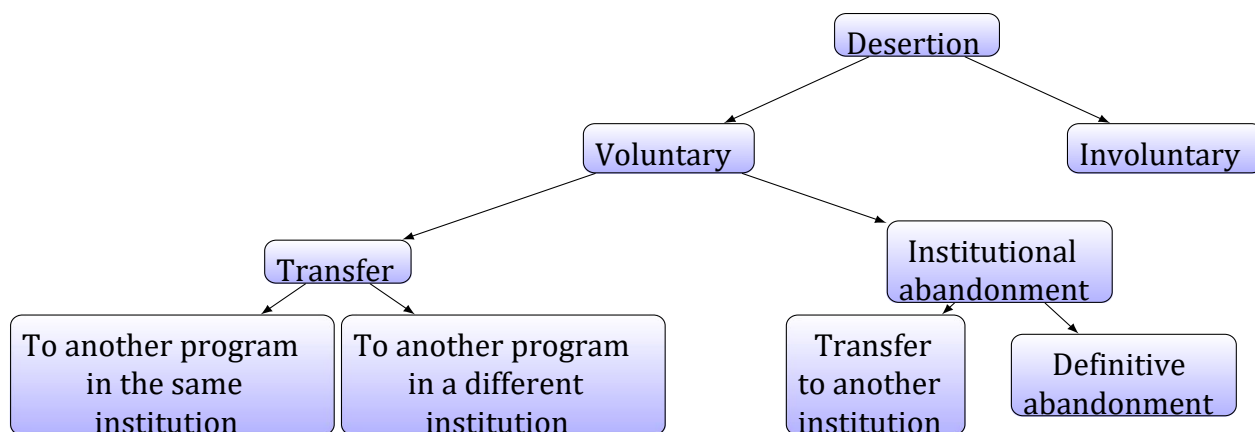 Desertion
Voluntary
Involuntary
Transfer
Institutional
abandonment
To another program
in the same
institution
To another program
in a different
institution
Transfer
to another
institution
Definitive
abandonment